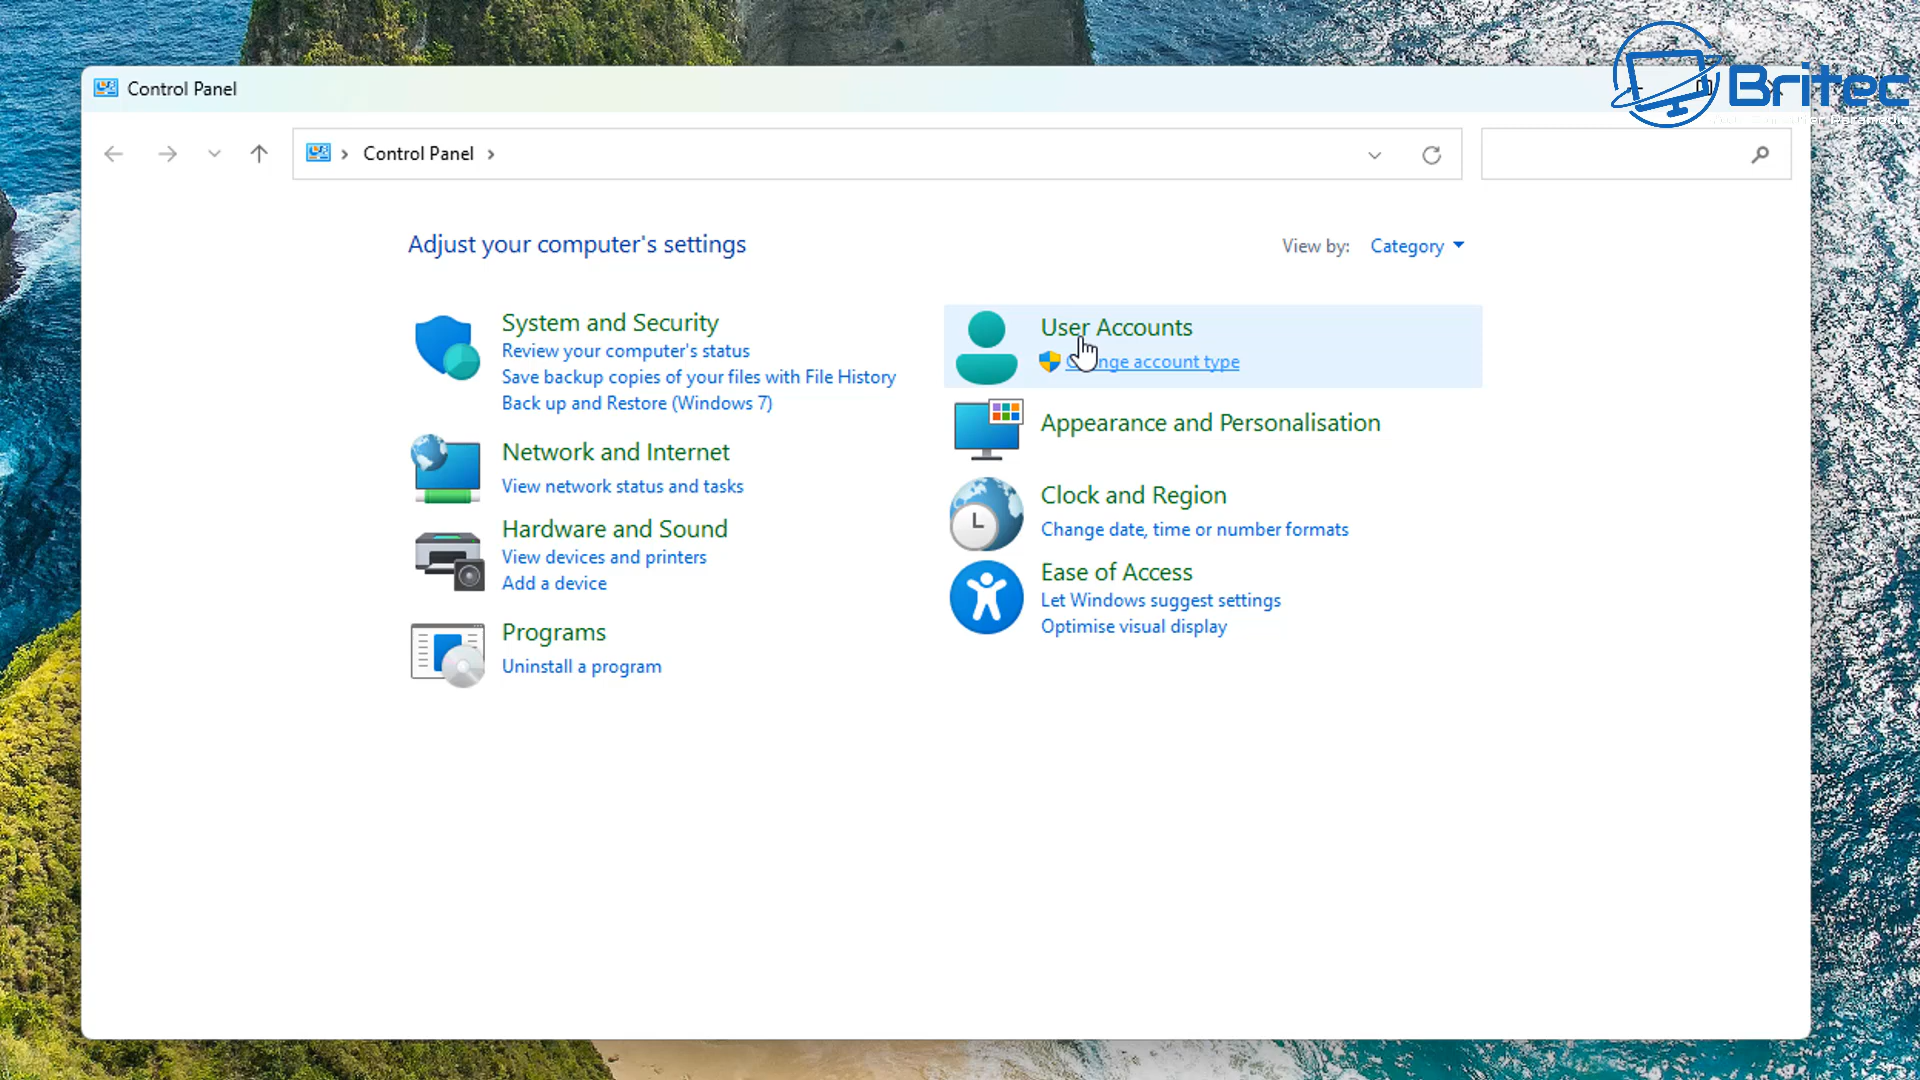 Control Panel
Britec
Control Panel
Adjust your computer's settings
View by: Category
System and Security
Review your computer's status
Save backup copies of your files with File History
Back up and Restore (Windows 7)
Network and Internet
View network status and tasks
Hardware and Sound
View devices and printers
Add a device
Programs
Uninstall a program
User Accounts
account type
Appearance and Personalisation
Clock and Region
Change date, time or number formats
Ease of Access
Let Windows suggest settings
Optimise visual display